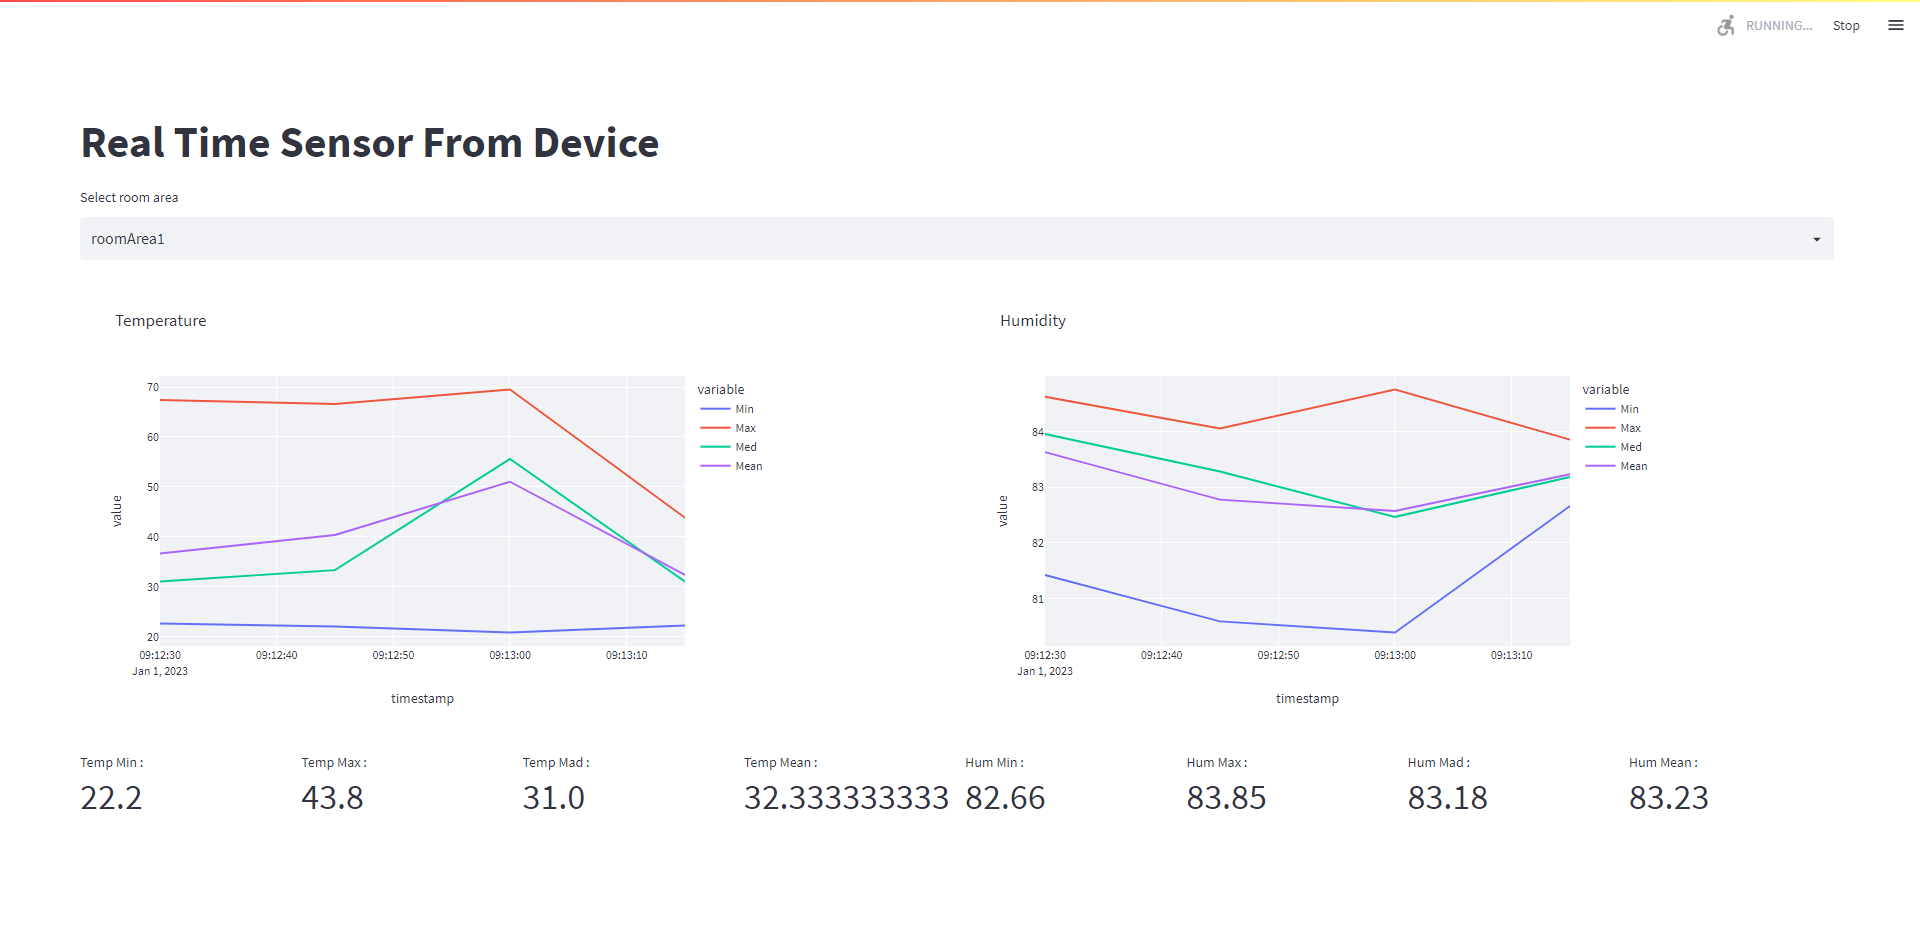 RUNNING...
Stop
Real Time Sensor From Device
Select room area
roomArea1
Temperature
70
60
50
40
30
20
value
09:12:30
Jan 1, 2023
09:12:40
09:12:50
09:13:00
09:13:10
timestamp
variable
Min
Max
Med
Mean
Humidity
84
83
82
81
value
09:12:30
Jan 1, 2023
09:12:40
09:12:50
09:13:00
09:13:10
timestamp
variable
Min
Max
Med
Mean
Temp Min :
22.2
Temp Max :
43.8
Temp Mad :
31.0
Temp Mean :
32.333333333
Hum Min :
82.66
Hum Max :
83.85
Hum Mad :
83.18
Hum Mean :
83.23